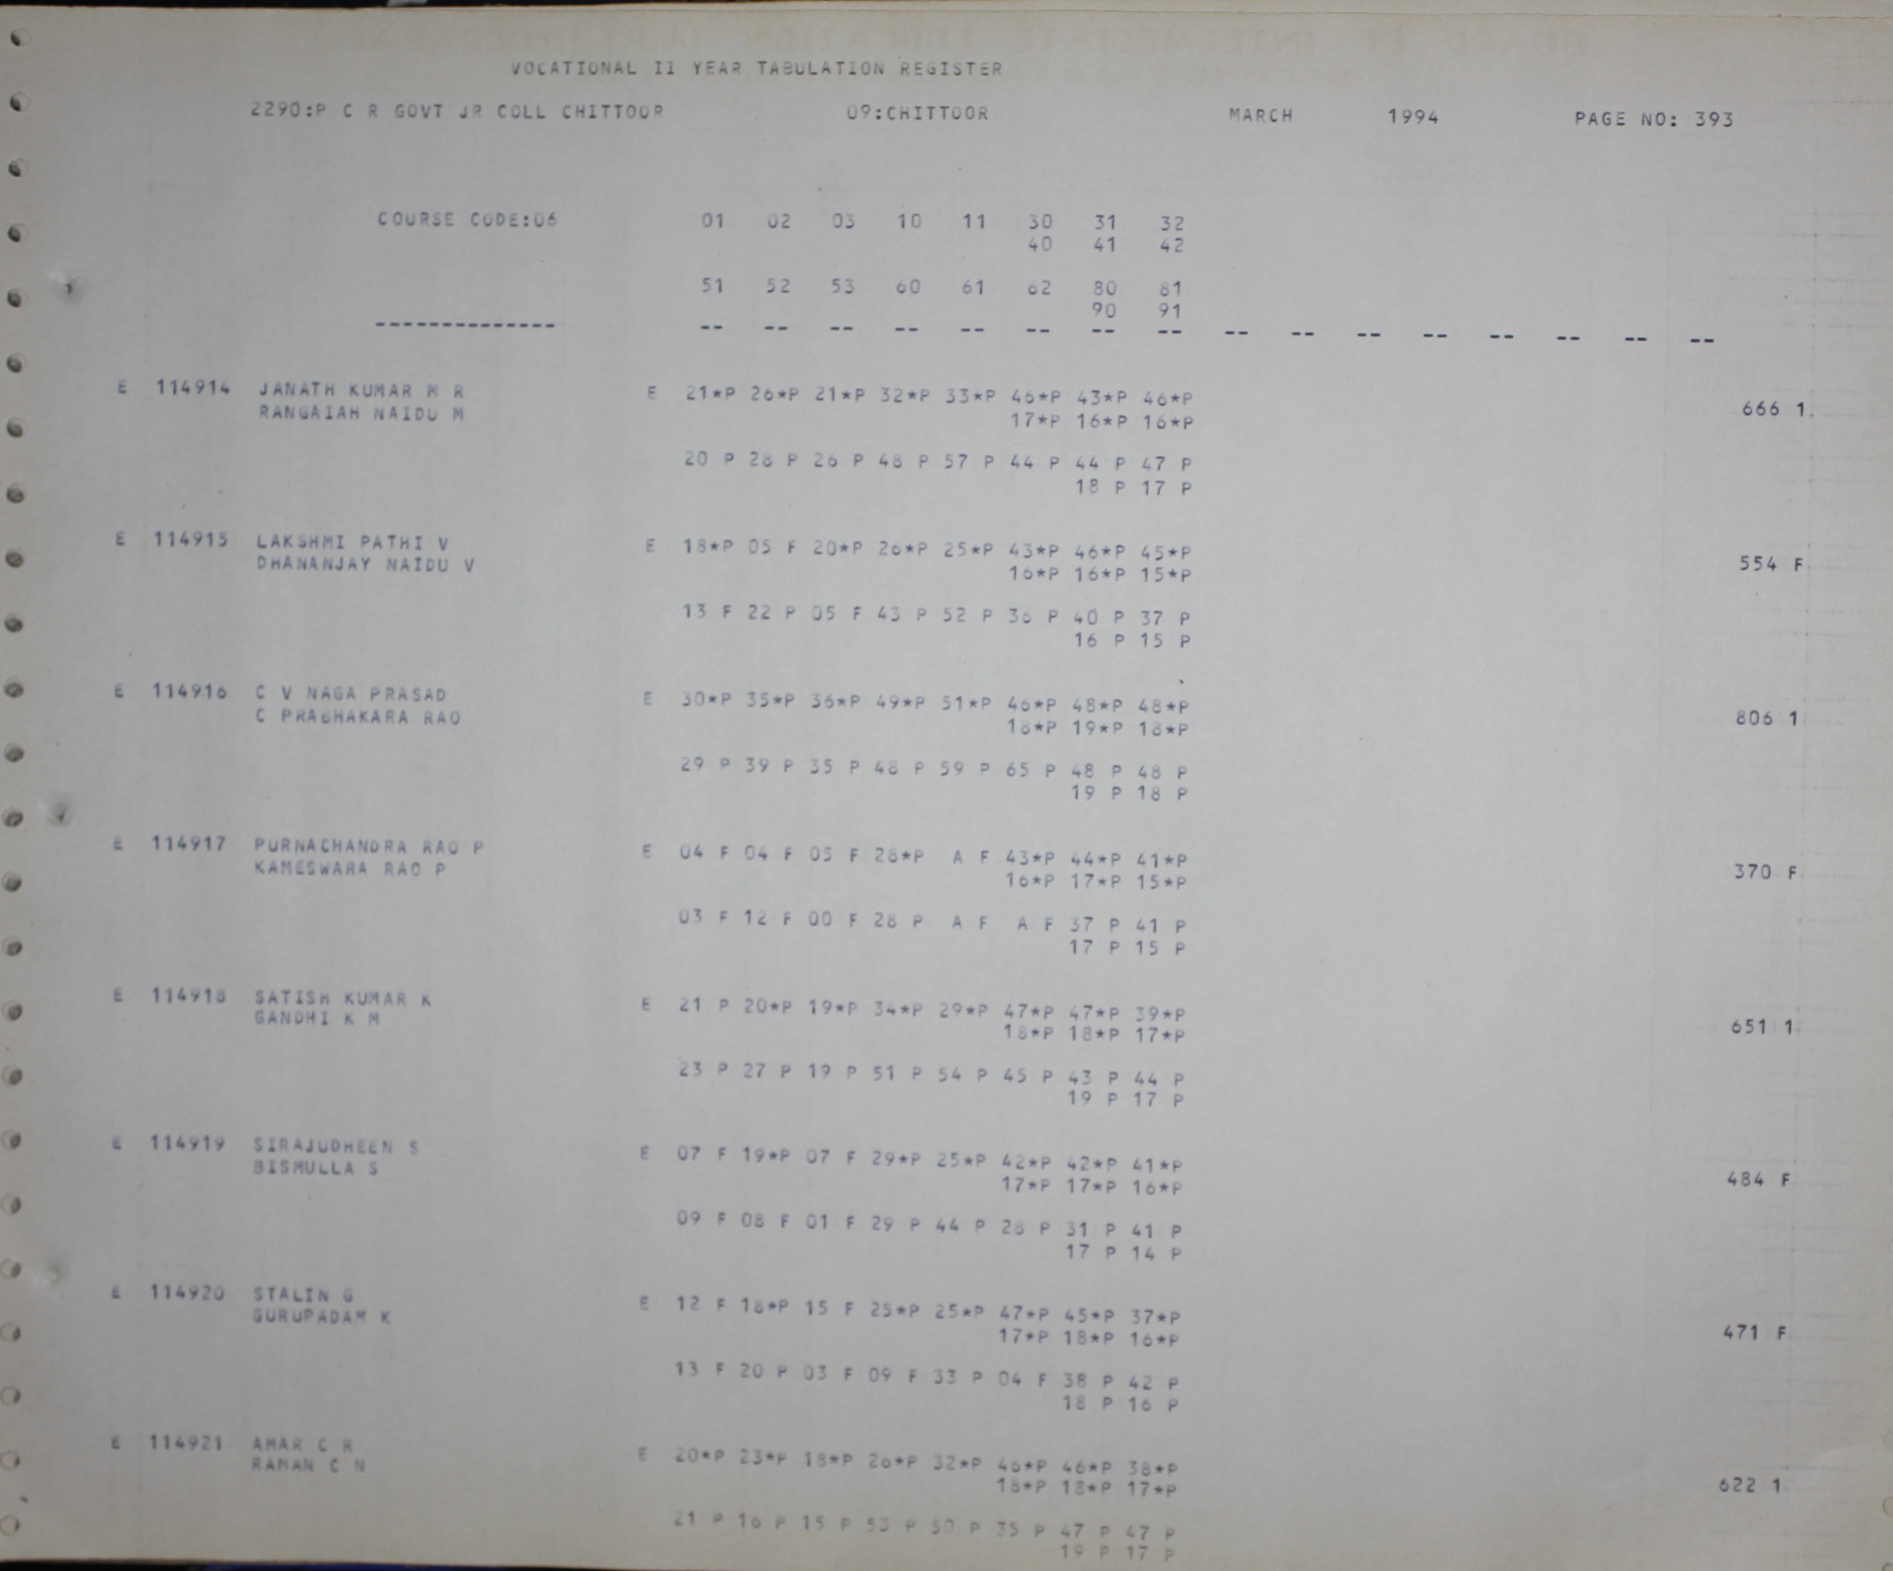 VOCATIONAL II YEAR TABULATION REGISTER
2290:P C R GOVT JR COLL CHITTOOR 09:CHITTOOR MARCH 1994 PAGE NO: 393
COURSE CODE:06 01 02 03 10 11 30 31 32
40 41 42
51 52 53 60 61 62 80 81
90 91
-------------- -- -- -- -- -- -- -- -- -- -- -- -- -- -- -- --
E 114914 JANATH KUMAR M R E 21*P 26*P 21*P 32*P 33*P 46*P 43*P 46*P
RANGAIAH NAIDU M 17*P 16*P 16*P 666 1
20 P 28 P 26 P 48 P 57 P 44 P 44 P 47 P
18 P 17 P
E 114915 LAKSHMI PATHI V E 18*P 05 F 20*P 26*P 25*P 43*P 46*P 45*P
DHANANJAY NAIDU V 16*P 16*P 15*P 554 F
13 F 22 P 05 F 43 P 52 P 36 P 40 P 37 P
16 P 15 P
E 114916 C V NAGA PRASAD E 30*P 35*P 36*P 49*P 51*P 46*P 48*P 48*P
C PRABHAKARA RAO 18*P 19*P 18*P 806 1
29 P 39 P 35 P 48 P 59 P 65 P 48 P 48 P
19 P 18 P
E 114917 PURNACHANDRA RAO P E 04 F 04 F 05 F 28*P A F 43*P 44*P 41*P
KAMESWARA RAO P 16*P 17*P 15*P 370 F
03 F 12 F 00 F 28 P A F A F 37 P 41 P
17 P 15 P
E 114918 SATISH KUMAR K E 21 P 20*P 19*P 34*P 29*P 47*P 47*P 39*P
GANDHI K M 18*P 18*P 17*P 651 1
23 P 27 P 19 P 51 P 54 P 45 P 43 P 44 P
19 P 17 P
E 114919 SIRAJUDHEEN S E 07 F 19*P 07 F 29*P 25*P 42*P 42*P 41*P
BISMULLA S 17*P 17*P 16*P 484 F
09 F 08 F 01 F 29 P 44 P 28 P 31 P 41 P
17 P 14 P
E 114920 STALIN G E 12 F 18*P 15 F 25*P 25*P 47*P 45*P 37*P
GURUPADAM K 17*P 18*P 16*P 471 F
13 F 20 P 03 F 09 F 33 P 04 F 38 P 42 P
18 P 16 P
E 114921 AMAR C R E 20*P 23*P 18*P 26*P 32*P 46*P 46*P 38*P
RAMAN C N 18*P 18*P 17*P 622 1
21 P 16 P 15 P 53 P 50 P 35 P 47 P 47 P
19 P 17 P